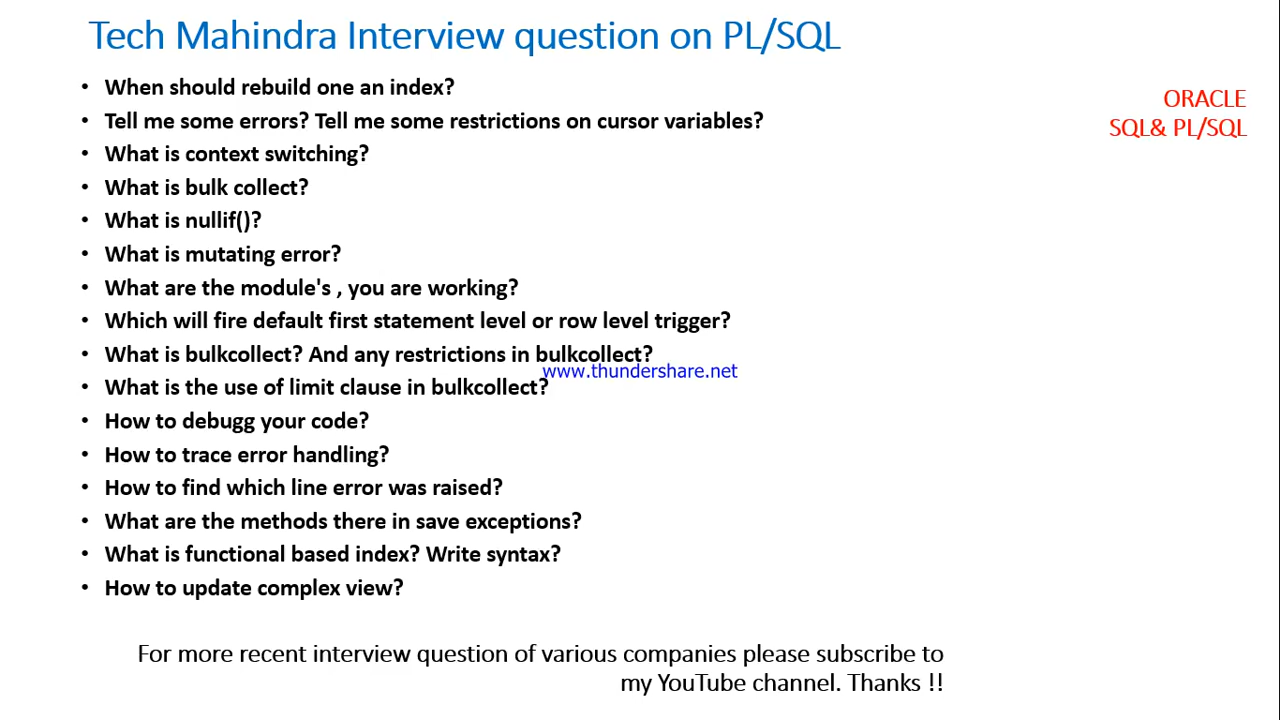 Tech Mahindra Interview question on PL/SQL
• When should rebuild one an index?
ORACLE
• Tell me some errors? Tell me some restrictions on cursor variables?
SQL& PL/SQL
• What is context switching?
• What is bulk collect?
• What is nullif()?
• What is mutating error?
• What are the module's , you are working?
• Which will fire default first statement level or row level trigger?
• What is bulkcollect? And any restrictions in bulkcollect?
www.thundershare.net
• What is the use of limit clause in bulkcollect?
• How to debugg your code?
• How to trace error handling?
• How to find which line error was raised?
• What are the methods there in save exceptions?
• What is functional based index? Write syntax?
• How to update complex view?
For more recent interview question of various companies please subscribe to
my YouTube channel. Thanks !!